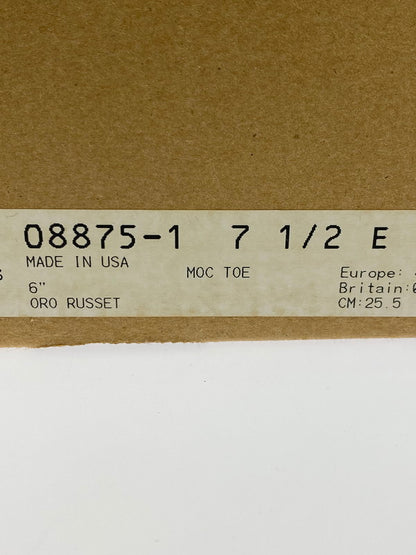 08875-1 7 1/2 E
MADE IN USA MOC TOE Europe:
6" Britain:
ORO RUSSET CM:25.5